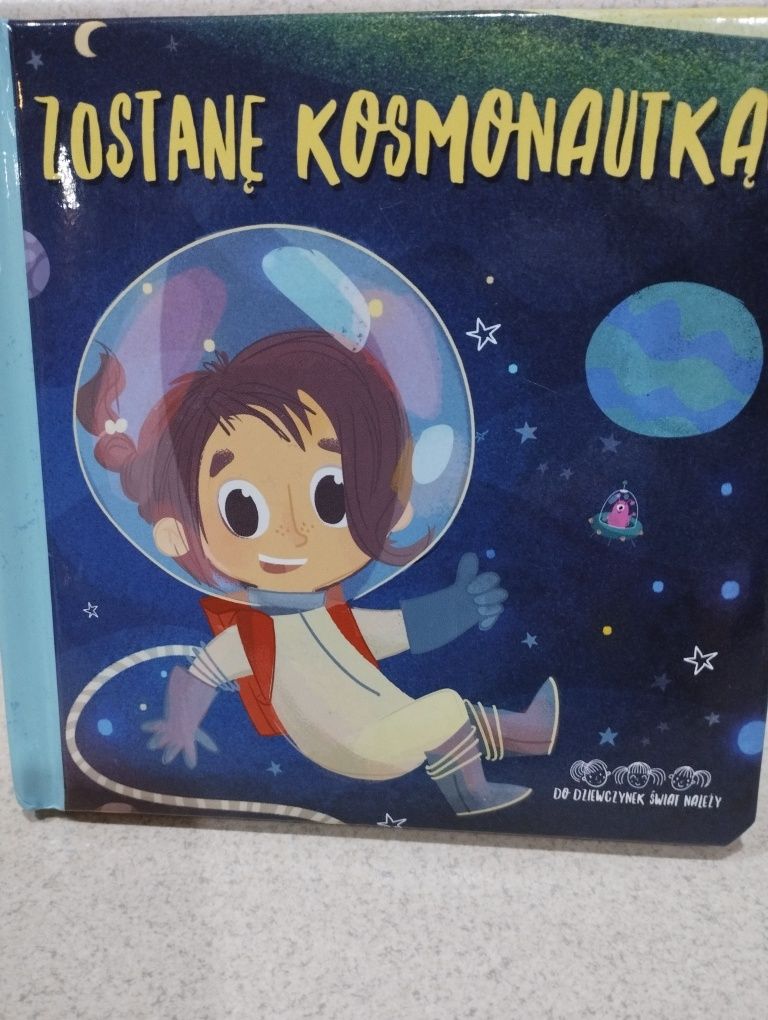 ZOSTANĘ KOSMONAUTKĄ
DO DZIEWCZYNEK ŚWIAT NALEŻY